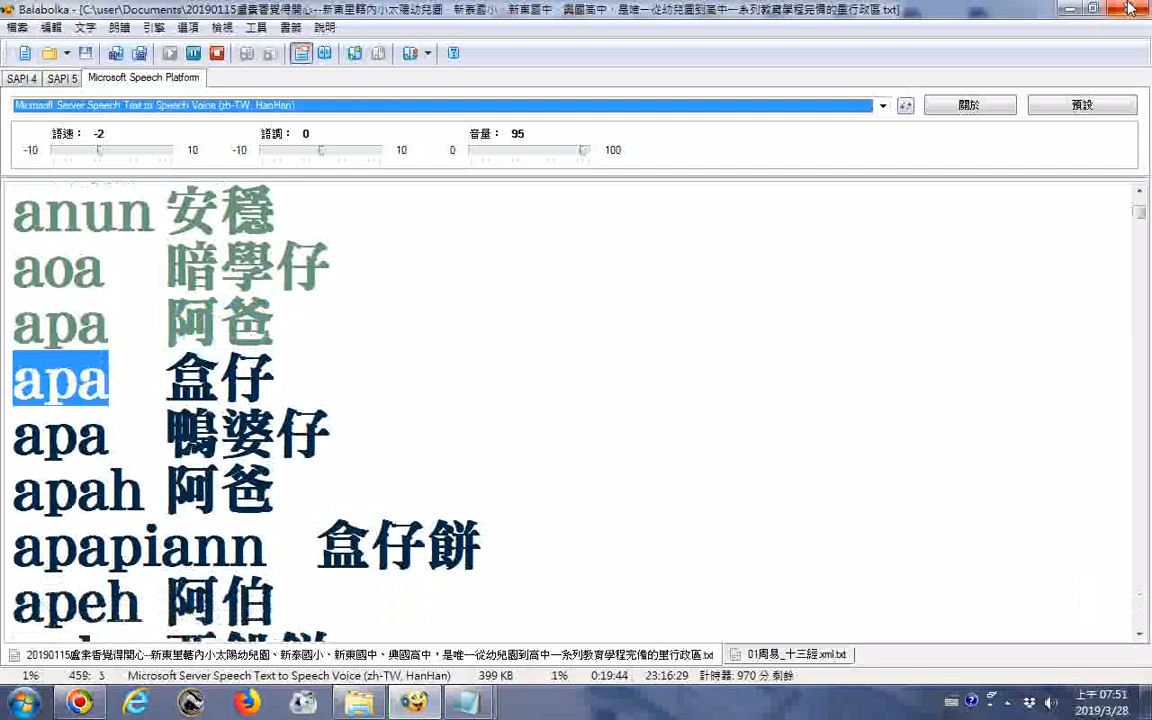 Balabolka - [C:\user\Documents\20190115盧素香覺得開心--新東里轄內小太陽幼兒園、新泰國小、新東國中、興國高中，是唯一從幼兒園到高中一系列教育學程完備的里行政區.txt]
檔案 編輯 文字 朗讀 引擎 選項 檢視 工具 書籤 說明
SAPI 4 SAPI 5 Microsoft Speech Platform
Microsoft Server Speech Text to Speech Voice (zh-TW, HanHan) 關於 預設
語速： -2 語調： 0 音量： 95
-10 10 -10 10 0 100
anun 安穩
aoa 暗學仔
apa 阿爸
apa 盒仔
apa 鴨婆仔
apah 阿爸
apapiann 盒仔餅
apeh 阿伯
20190115盧素香覺得開心--新東里轄內小太陽幼兒園、新泰國小、新東國中、興國高中，是唯一從幼兒園到高中一系列教育學程完備的里行政區.txt 01周易_十三經.xml.txt
1% 459: Microsoft Server Speech Text to Speech Voice (zh-TW, HanHan) 399 KB 1% 0:19:44 23:16:29 計時器: 970 分 剩餘
上午 07:51
2019/3/28